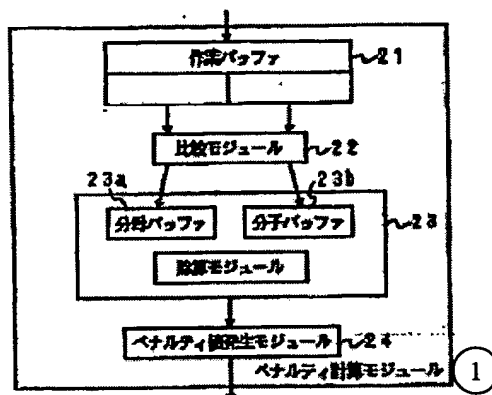 作業バッファ 21
比較モジュール 22
23a 23b
分母バッファ 分子バッファ 23
除算モジュール
ペナルティ値発生モジュール 24
ペナルティ計算モジュール 1